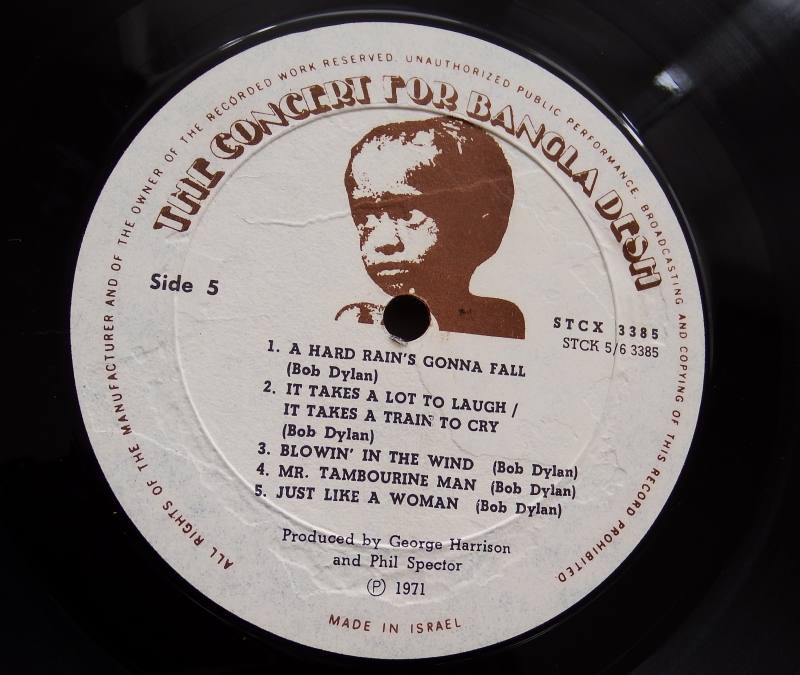 ALL RIGHTS OF THE MANUFACTURER AND OF THE OWNER OF THE RECORDED WORK RESERVED. UNAUTHORIZED PUBLIC PERFORMANCE, BROADCASTING AND COPYING OF THIS RECORD PROHIBITED.
THE CONCERT FOR BANGLA DESH
Side 5
STCX 3385
STCK 5/6 3385
1. A HARD RAIN'S GONNA FALL
(Bob Dylan)
2. IT TAKES A LOT TO LAUGH /
IT TAKES A TRAIN TO CRY
(Bob Dylan)
3. BLOWIN' IN THE WIND (Bob Dylan)
4. MR. TAMBOURINE MAN (Bob Dylan)
5. JUST LIKE A WOMAN (Bob Dylan)
Produced by George Harrison
and Phil Spector
℗ 1971
MADE IN ISRAEL